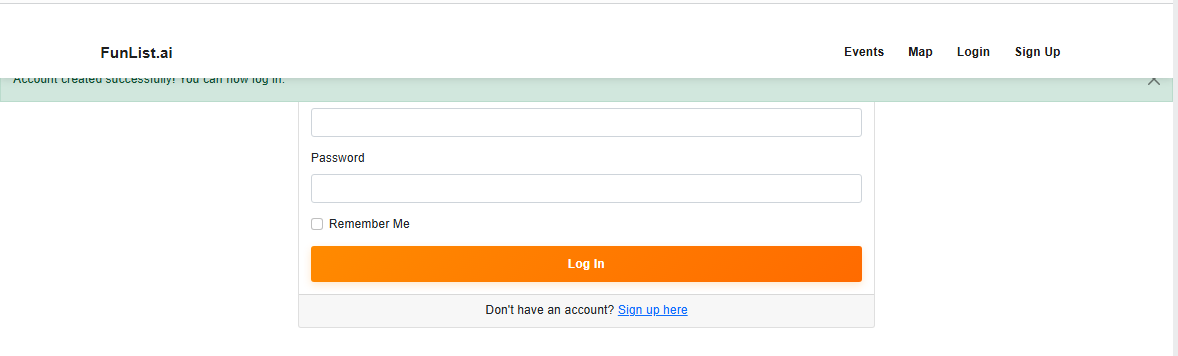 FunList.ai
Events Map Login Sign Up
Account created successfully! You can now log in.
Password
Remember Me
Log In
Don't have an account? Sign up here